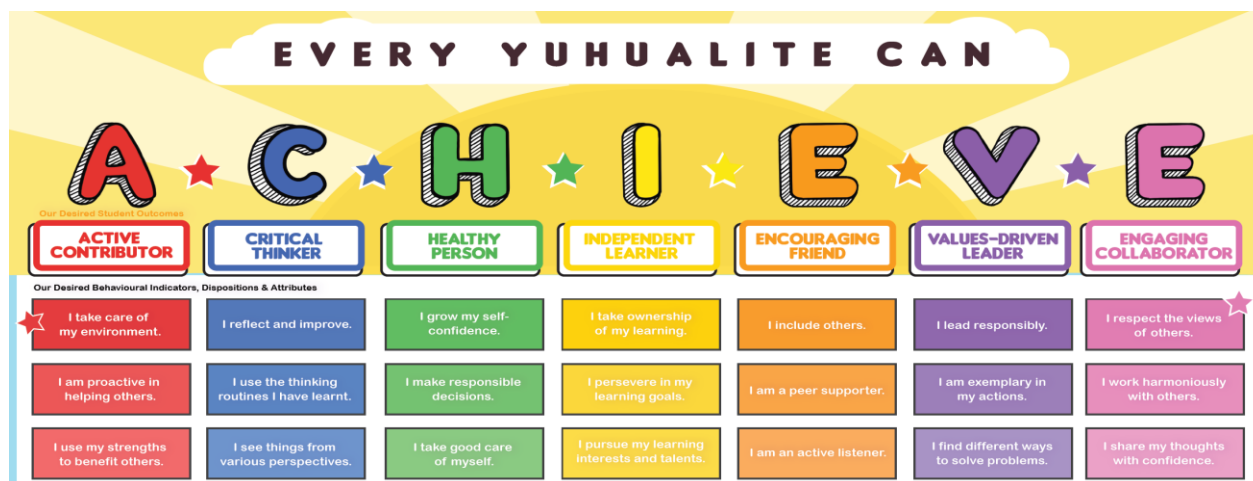 EVERY YUHUALITE CAN
ACHIEVE
Our Desired Student Outcomes
ACTIVE
CONTRIBUTOR
CRITICAL
THINKER
HEALTHY
PERSON
INDEPENDENT
LEARNER
ENCOURAGING
FRIEND
VALUES-DRIVEN
LEADER
ENGAGING
COLLABORATOR
Our Desired Behavioural Indicators, Dispositions & Attributes
I take care of
my environment.
I reflect and improve.
I grow my self-
confidence.
I take ownership
of my learning.
I include others.
I lead responsibly.
I respect the views
of others.
I am proactive in
helping others.
I use the thinking
routines I have learnt.
I make responsible
decisions.
I persevere in my
learning goals.
I am a peer supporter.
I am exemplary in
my actions.
I work harmoniously
with others.
I use my strengths
to benefit others.
I see things from
various perspectives.
I take good care
of myself.
I pursue my learning
interests and talents.
I am an active listener.
I find different ways
to solve problems.
I share my thoughts
with confidence.